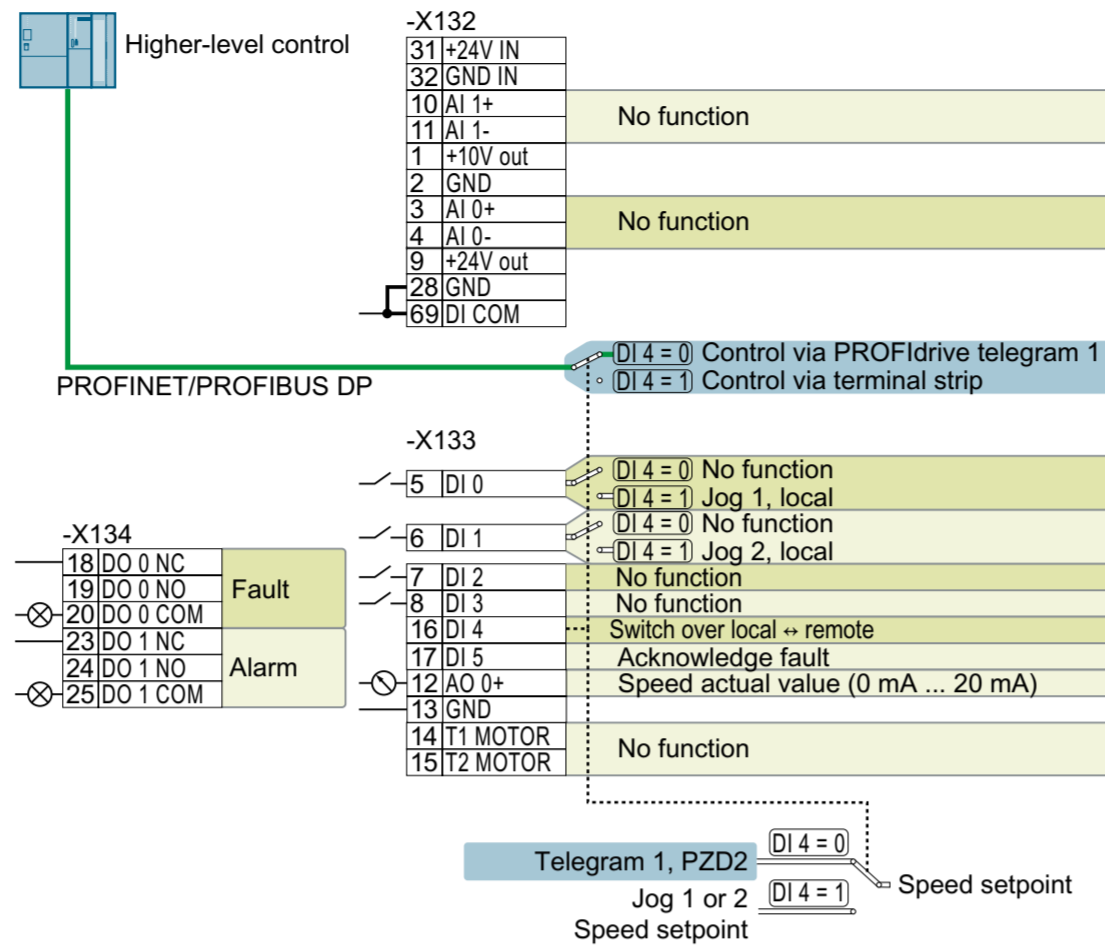 Higher-level control
-X132
31 +24V IN
32 GND IN
10 AI 1+
11 AI 1-
No function
1 +10V out
2 GND
3 AI 0+
4 AI 0-
No function
9 +24V out
28 GND
69 DI COM
PROFINET/PROFIBUS DP
DI 4 = 0 Control via PROFIdrive telegram 1
DI 4 = 1 Control via terminal strip
-X133
5 DI 0
DI 4 = 0 No function
DI 4 = 1 Jog 1, local
6 DI 1
DI 4 = 0 No function
DI 4 = 1 Jog 2, local
7 DI 2 No function
8 DI 3 No function
16 DI 4 Switch over local ↔ remote
17 DI 5 Acknowledge fault
12 AO 0+ Speed actual value (0 mA ... 20 mA)
13 GND
14 T1 MOTOR
15 T2 MOTOR
No function
-X134
18 DO 0 NC
19 DO 0 NO
20 DO 0 COM
Fault
23 DO 1 NC
24 DO 1 NO
25 DO 1 COM
Alarm
Telegram 1, PZD2 DI 4 = 0
Jog 1 or 2 DI 4 = 1
Speed setpoint
Speed setpoint